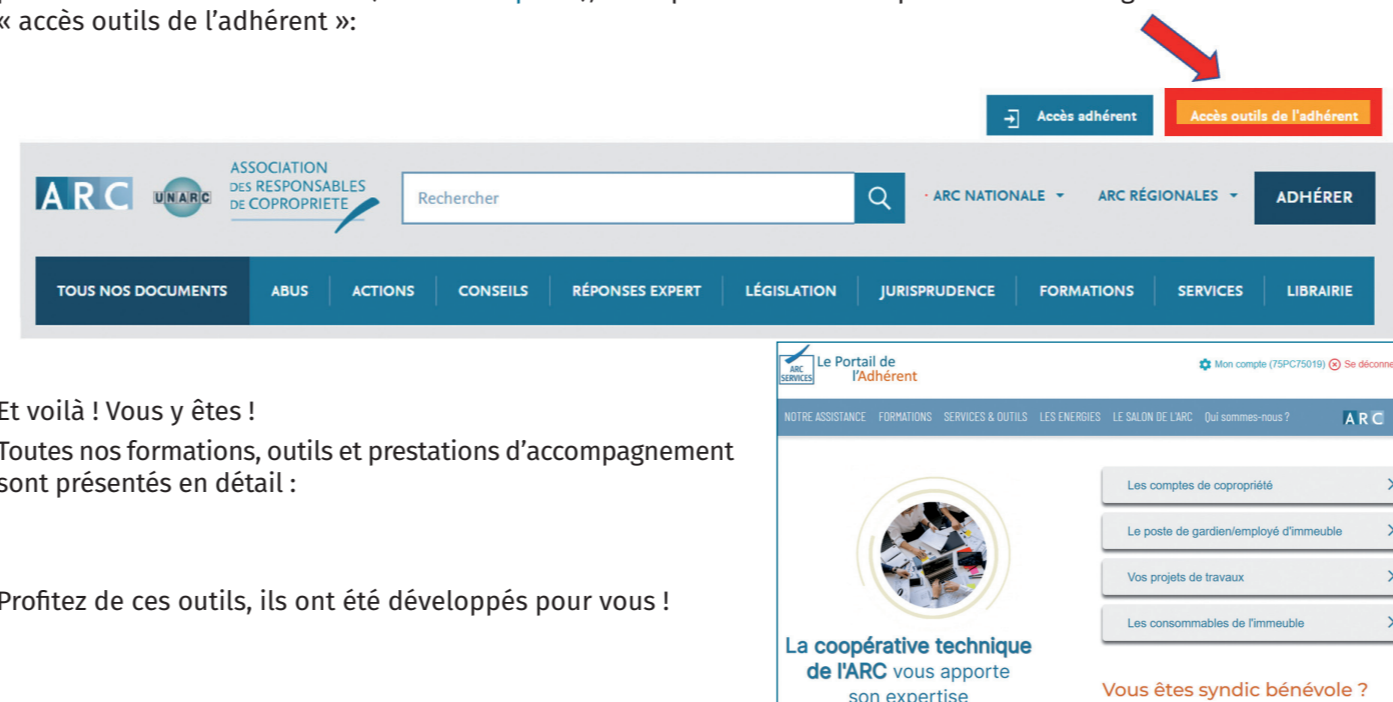 « accès outils de l’adhérent »:
Accès adhérent
Accès outils de l'adhérent
ARC
UNARC
ASSOCIATION
DES RESPONSABLES
DE COPROPRIETE
Rechercher
ARC NATIONALE
ARC RÉGIONALES
ADHÉRER
TOUS NOS DOCUMENTS
ABUS
ACTIONS
CONSEILS
RÉPONSES EXPERT
LÉGISLATION
JURISPRUDENCE
FORMATIONS
SERVICES
LIBRAIRIE
Et voilà ! Vous y êtes !
Toutes nos formations, outils et prestations d’accompagnement
sont présentés en détail :
Profitez de ces outils, ils ont été développés pour vous !
ARC
SERVICES
Le Portail de
l'Adhérent
Mon compte (75PC75019)
Se déconne
NOTRE ASSISTANCE
FORMATIONS
SERVICES & OUTILS
LES ENERGIES
LE SALON DE L'ARC
Qui sommes-nous ?
ARC
Les comptes de copropriété
Le poste de gardien/employé d'immeuble
Vos projets de travaux
Les consommables de l'immeuble
La coopérative technique
de l'ARC vous apporte
son expertise
Vous êtes syndic bénévole ?